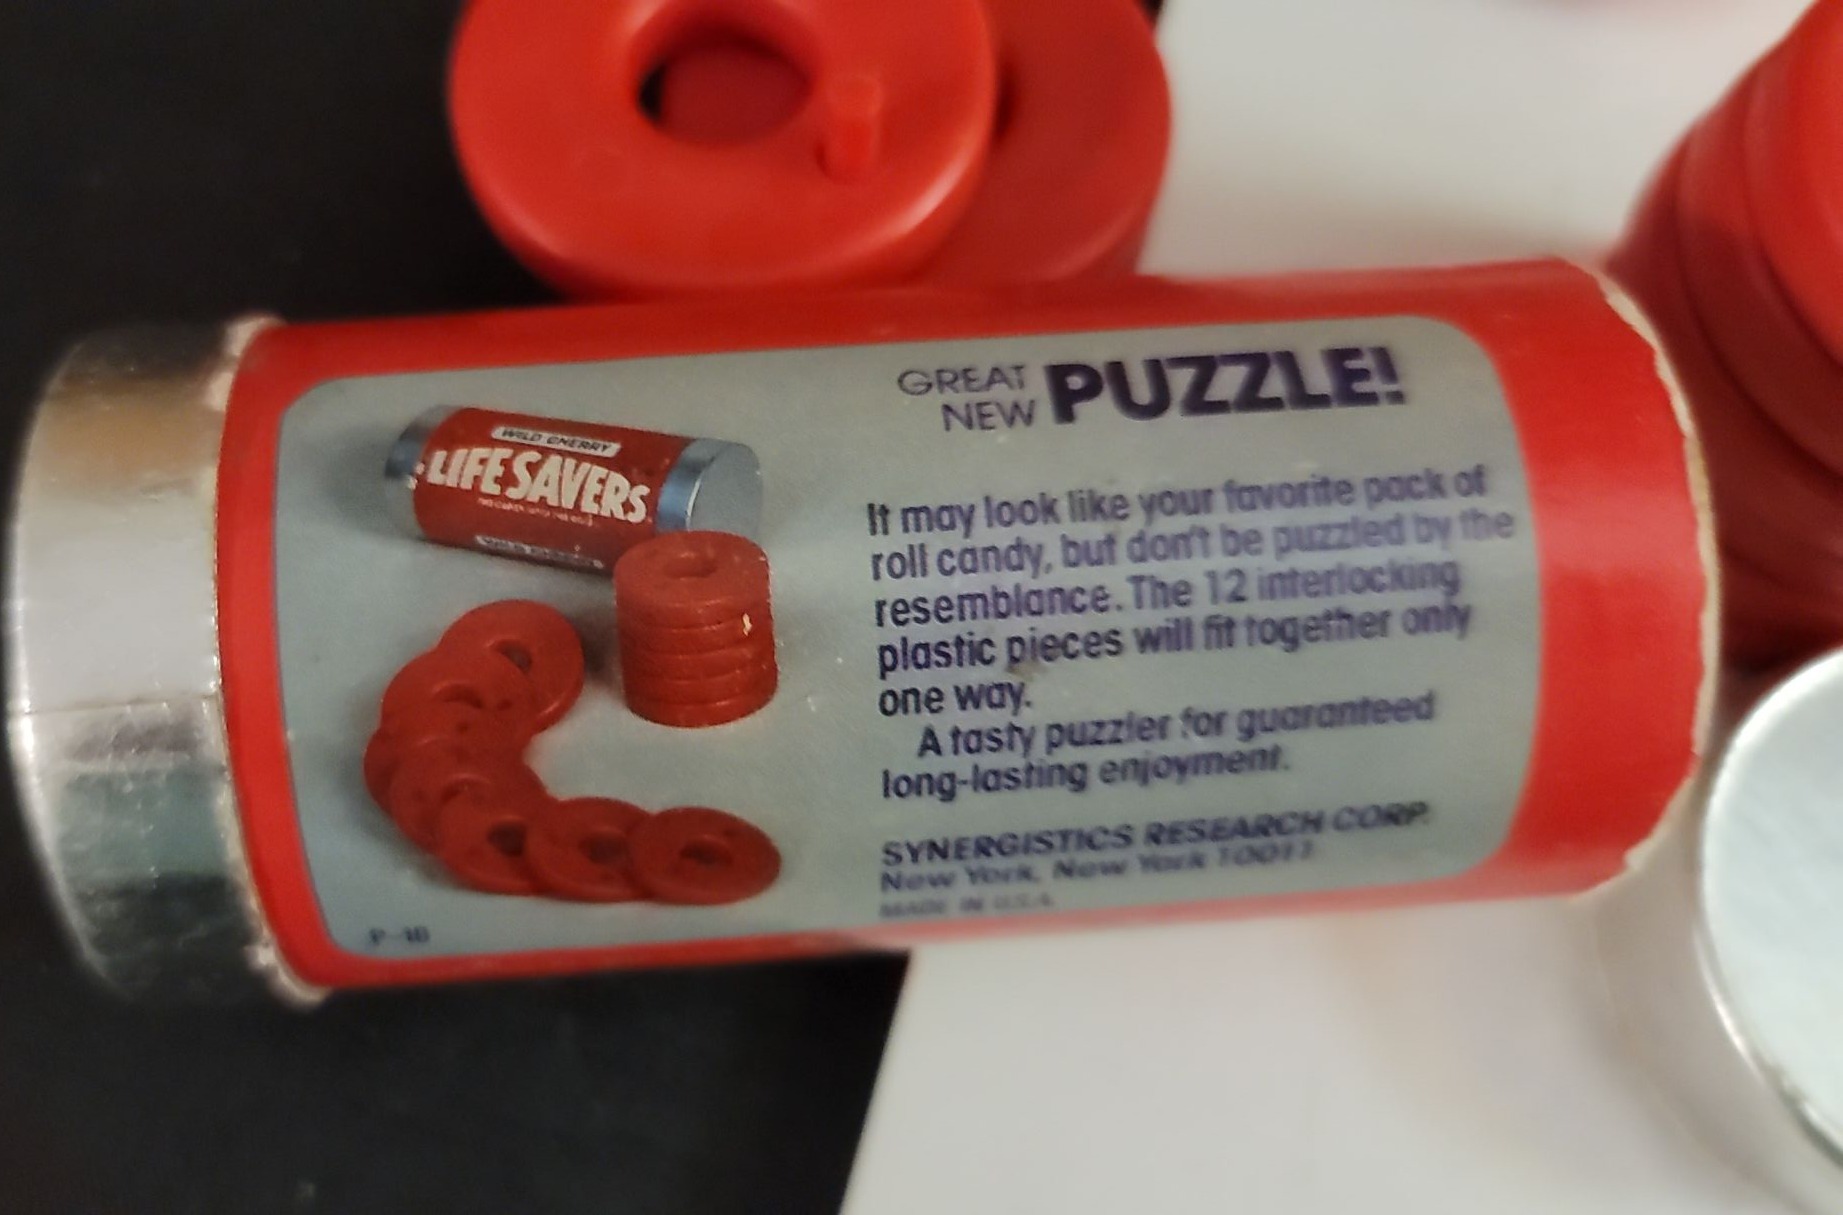 GREAT
NEW PUZZLE!
It may look like your favorite pack of
roll candy, but don't be puzzled by the
resemblance. The 12 interlocking
plastic pieces will fit together only
one way.
A tasty puzzler for guaranteed
long-lasting enjoyment.
SYNERGISTICS RESEARCH CORP.
New York, New York
MADE IN U.S.A.
WILD CHERRY
LIFE SAVERS
WILD CHERRY